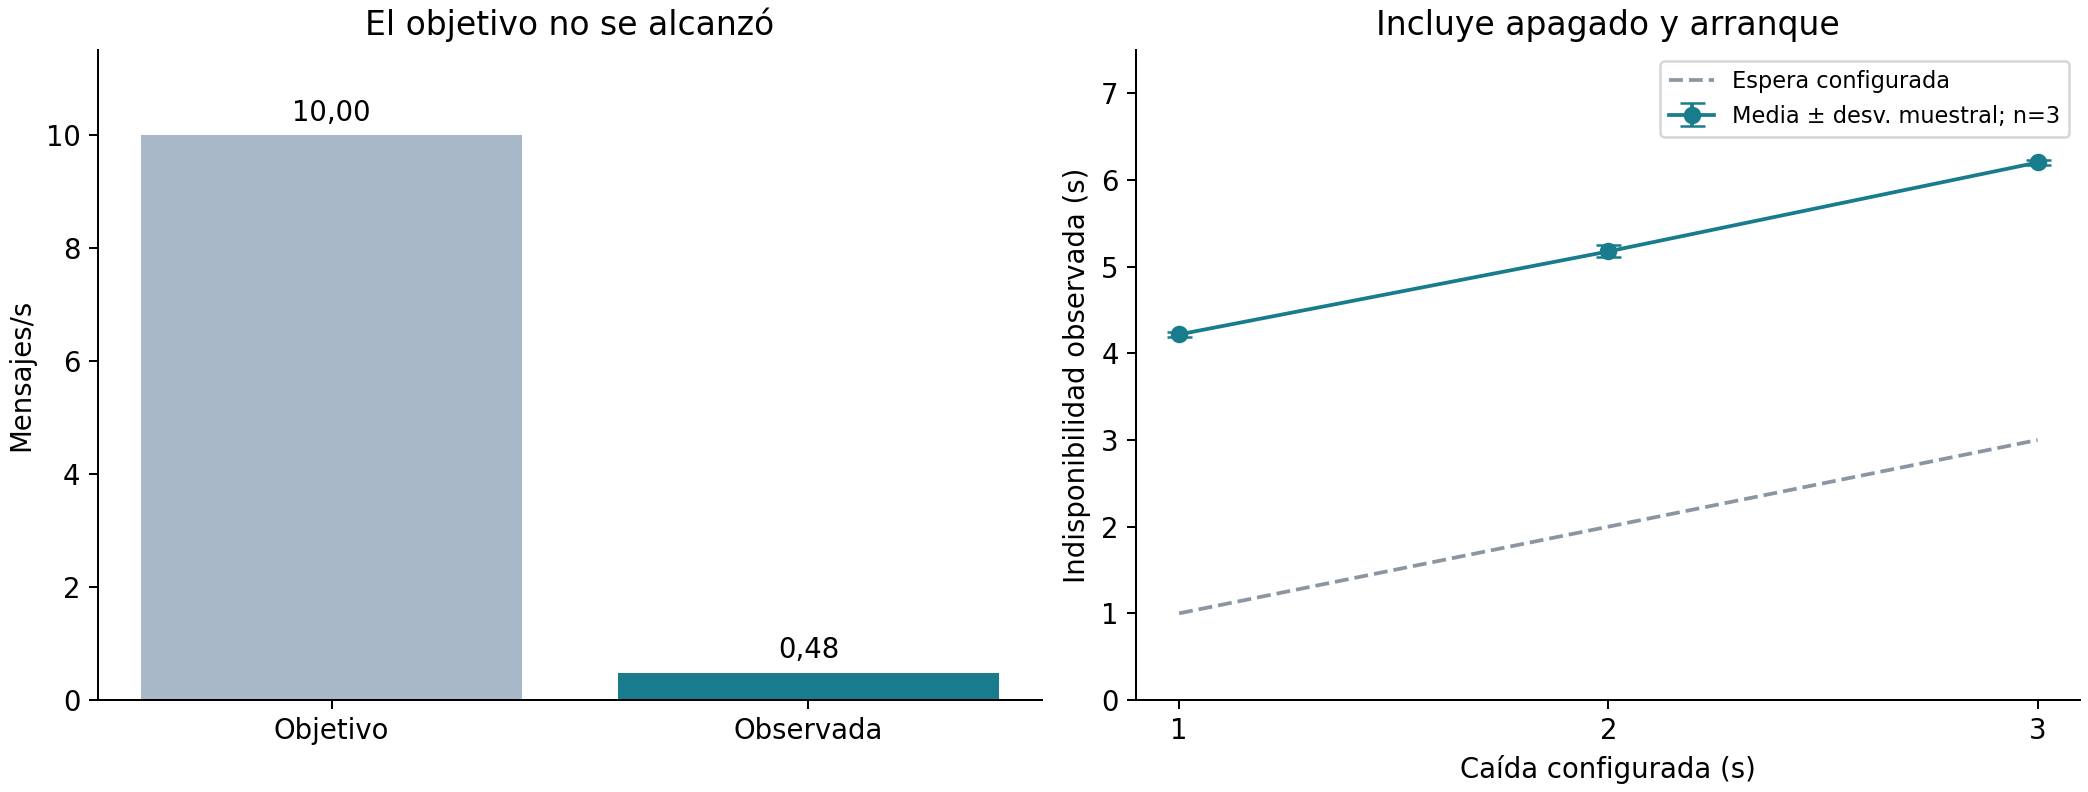 El objetivo no se alcanzó
Mensajes/s
10
8
6
4
2
0
10,00
0,48
Objetivo
Observada
Incluye apagado y arranque
Indisponibilidad observada (s)
7
6
5
4
3
2
1
0
Espera configurada
Media ± desv. muestral; n=3
1
2
3
Caída configurada (s)